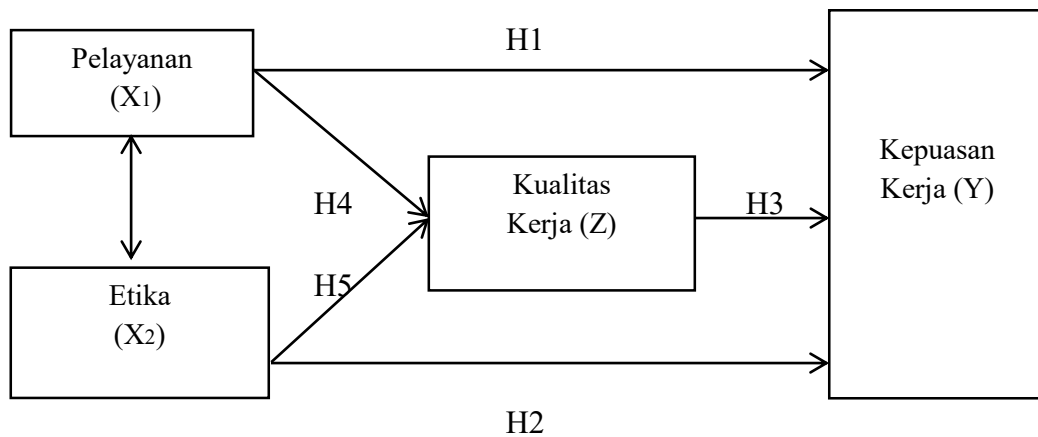 H1
Pelayanan
(X1)
Kualitas
Kerja (Z)
Kepuasan
Kerja (Y)
H4
H3
H5
Etika
(X2)
H2